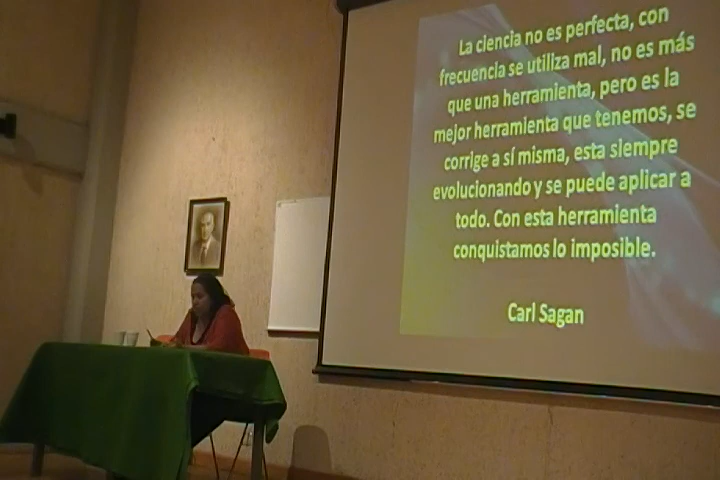 La ciencia no es perfecta, con
frecuencia se utiliza mal, no es más
que una herramienta, pero es la
mejor herramienta que tenemos, se
corrige a sí misma, esta siempre
evolucionando y se puede aplicar a
todo. Con esta herramienta
conquistamos lo imposible.
Carl Sagan